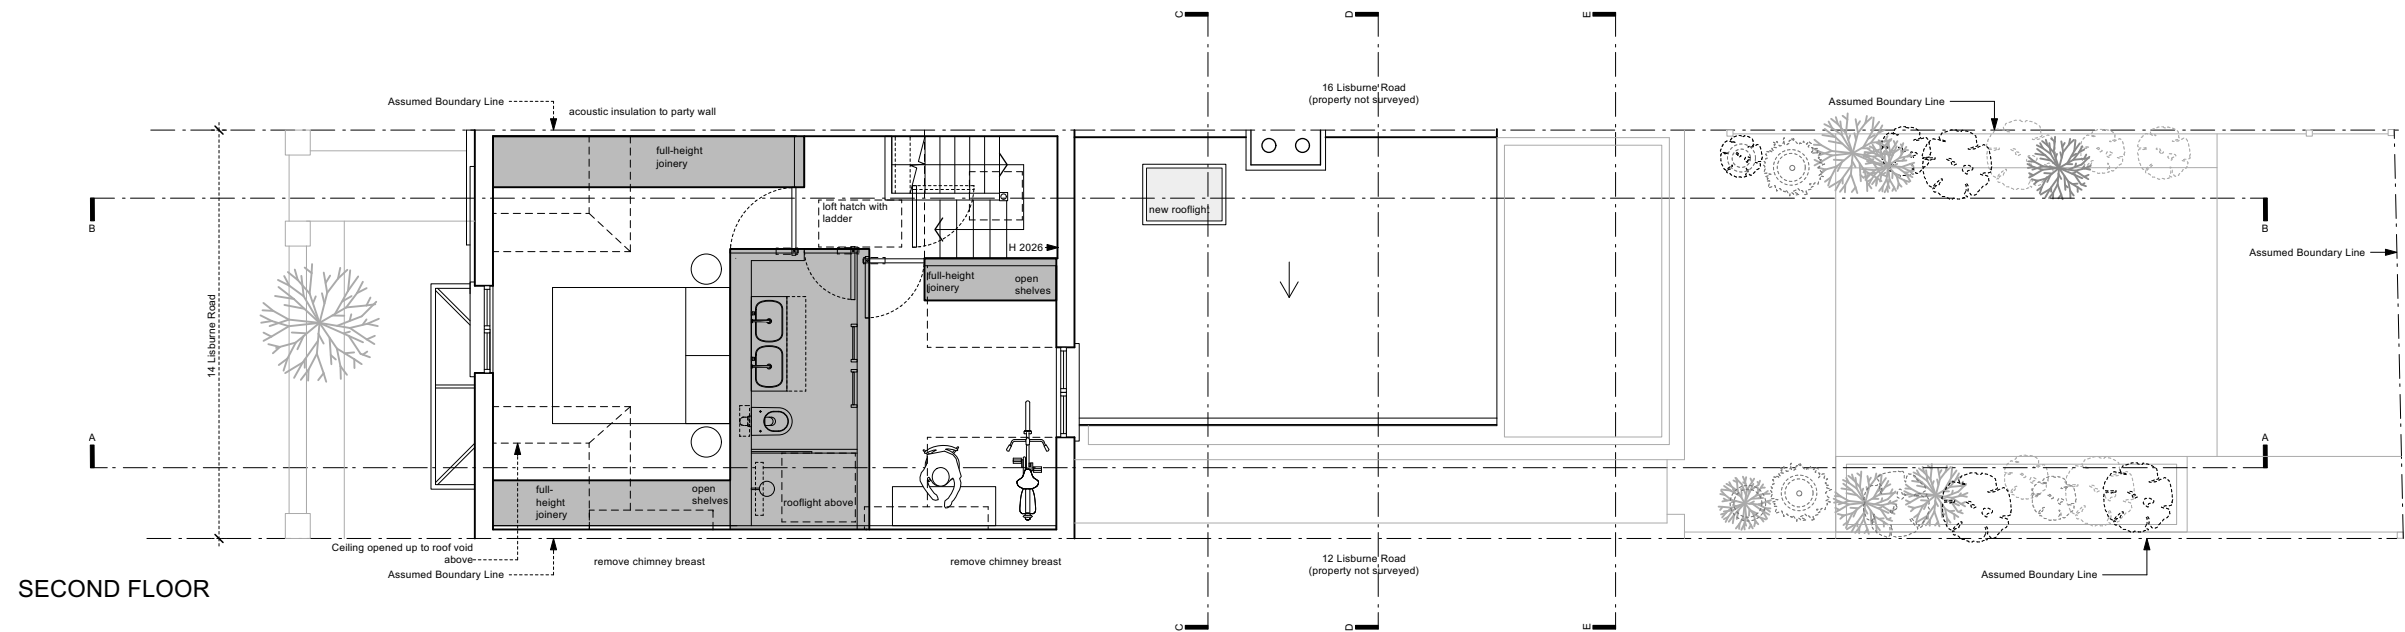 C
D
E
16 Lisburne Road
(property not surveyed)
Assumed Boundary Line
acoustic insulation to party wall
Assumed Boundary Line
full-height
joinery
loft hatch with
ladder
new rooflight
B
B
H 2026
Assumed Boundary Line
full-height
joinery
open
shelves
14 Lisburne Road
A
A
full-
height
joinery
open
shelves
rooflight above
Ceiling opened up to roof void
above
Assumed Boundary Line
remove chimney breast
remove chimney breast
12 Lisburne Road
(property not surveyed)
Assumed Boundary Line
SECOND FLOOR
C
D
E